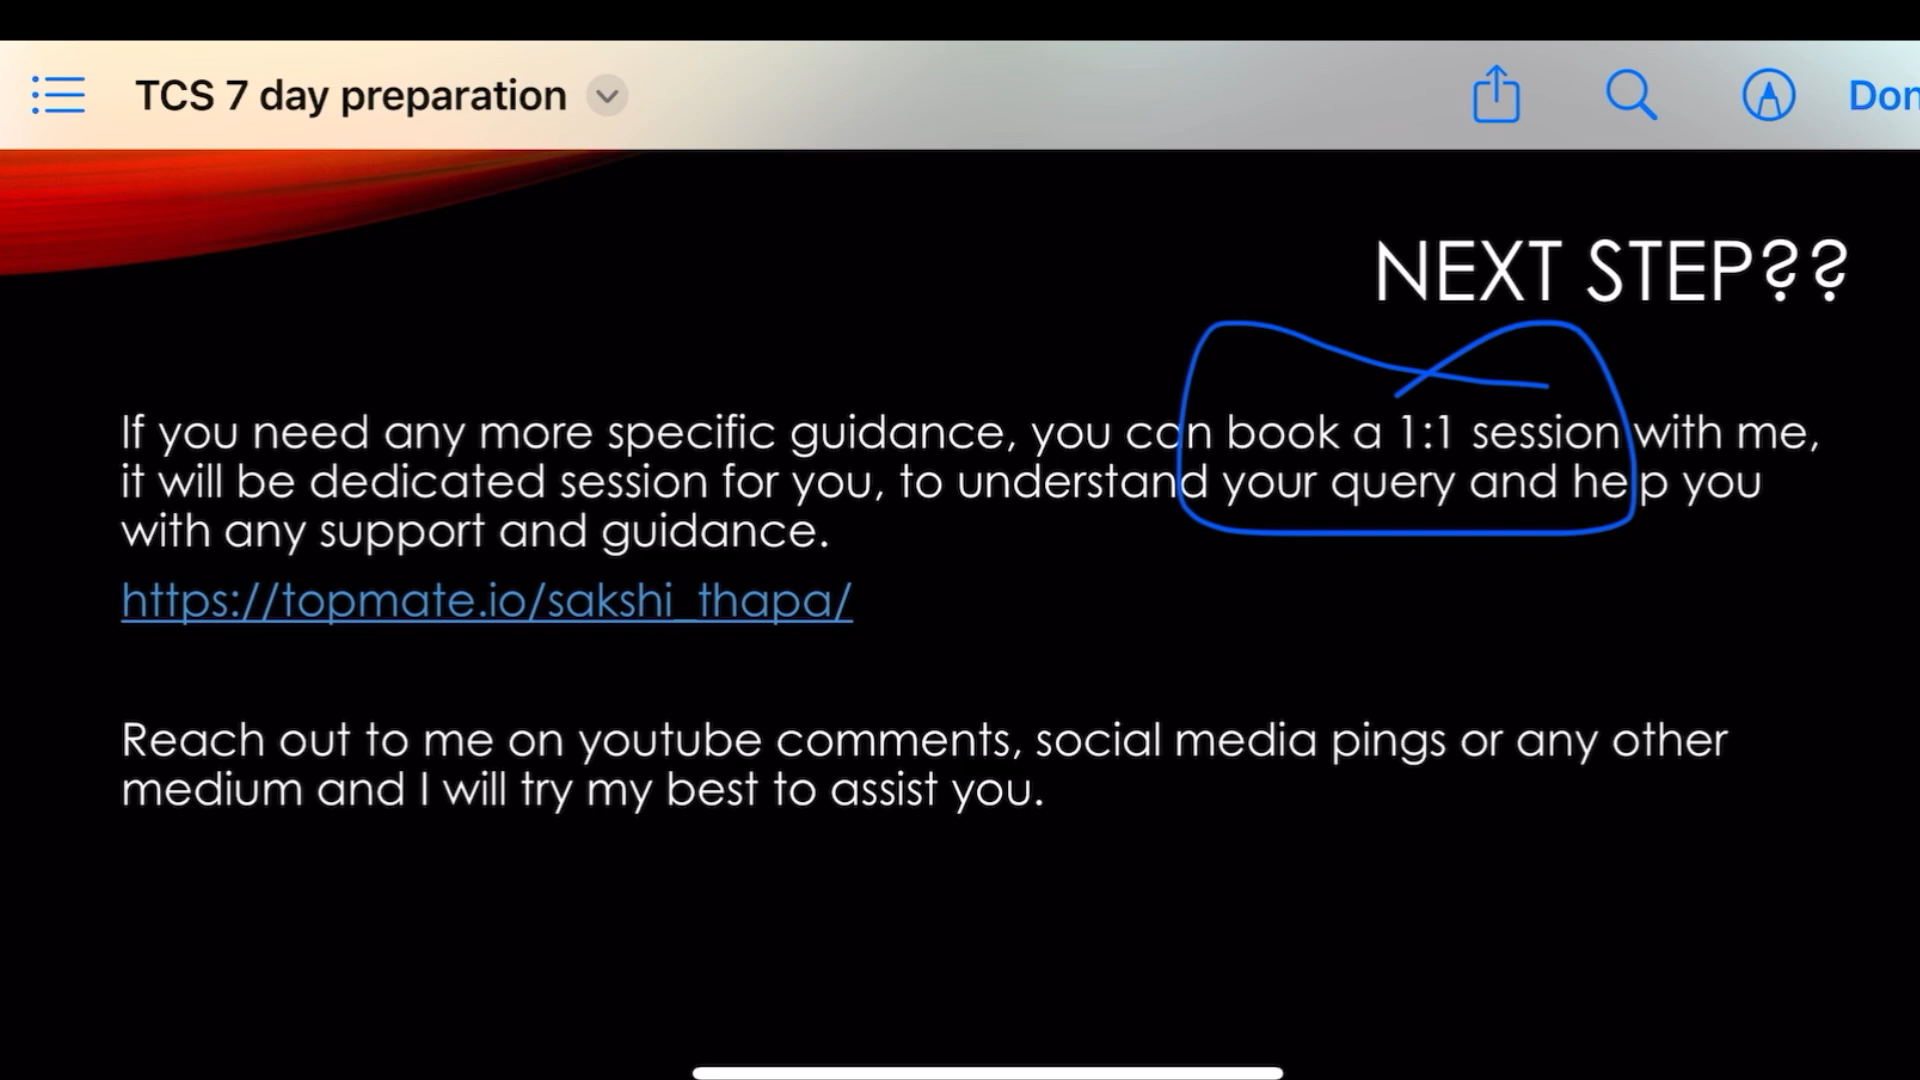 TCS 7 day preparation
NEXT STEP??
If you need any more specific guidance, you can book a 1:1 session with me,
it will be dedicated session for you, to understand your query and help you
with any support and guidance.
https://topmate.io/sakshi_thapa/
Reach out to me on youtube comments, social media pings or any other
medium and I will try my best to assist you.